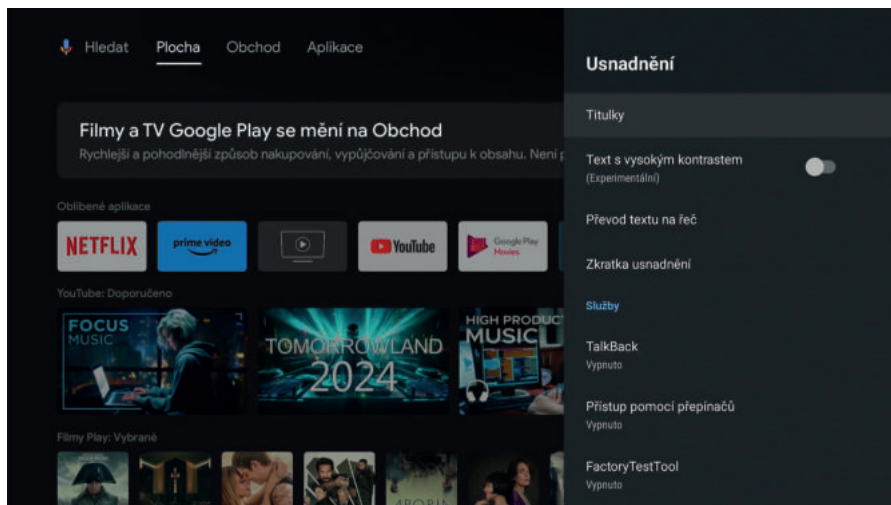 Hledat Plocha Obchod Aplikace
Filmy a TV Google Play se mění na Obchod
Rychlejší a pohodlnější způsob nakupování, vypůjčování a přístupu k obsahu. Není
Oblíbené aplikace
NETFLIX
prime video
YouTube
Google Play
Movies
YouTube: Doporučeno
FOCUS
MUSIC
TOMORROWLAND
2024
HIGH PRODUC
MUSIC
Filmy Play: Vybrané
Usnadnění
Titulky
Text s vysokým kontrastem
(Experimentální)
Převod textu na řeč
Zkratka usnadnění
Služby
TalkBack
Vypnuto
Přístup pomocí přepínačů
Vypnuto
FactoryTestTool
Vypnuto